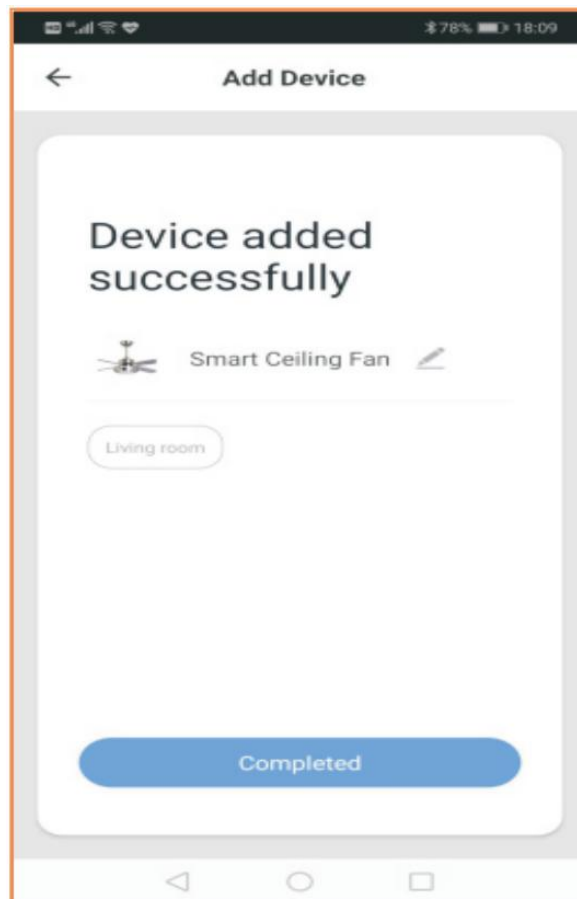 78% 18:09
Add Device
Device added
successfully
Smart Ceiling Fan
Living room
Completed